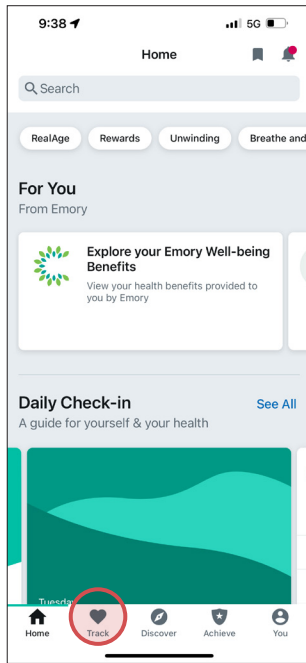 9:38
5G
Home
Search
RealAge
Rewards
Unwinding
Breathe and
For You
From Emory
Explore your Emory Well-being
Benefits
View your health benefits provided to
you by Emory
Daily Check-in
See All
A guide for yourself & your health
Tuesday
Home
Track
Discover
Achieve
You